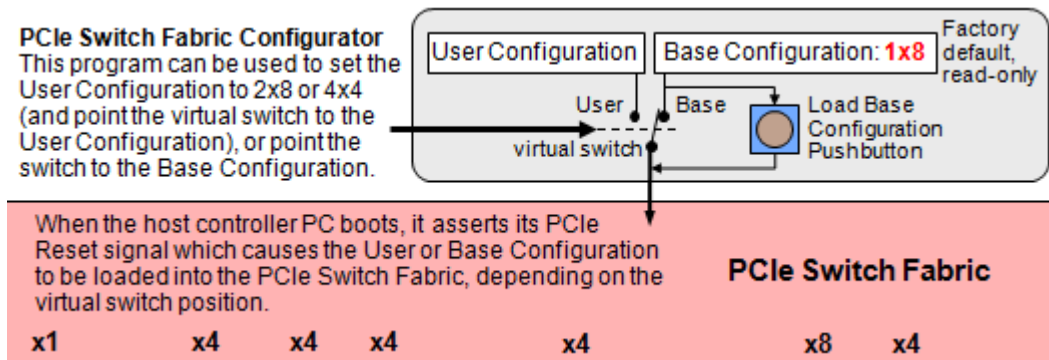 PCIe Switch Fabric Configurator
This program can be used to set the
User Configuration to 2x8 or 4x4
(and point the virtual switch to the
User Configuration), or point the
switch to the Base Configuration.
User Configuration
Base Configuration: 1x8
Factory
default,
read-only
User
Base
virtual switch
Load Base
Configuration
Pushbutton
When the host controller PC boots, it asserts its PCIe
Reset signal which causes the User or Base Configuration
to be loaded into the PCIe Switch Fabric, depending on the
virtual switch position.
PCIe Switch Fabric
x1 x4 x4 x4 x4 x8 x4